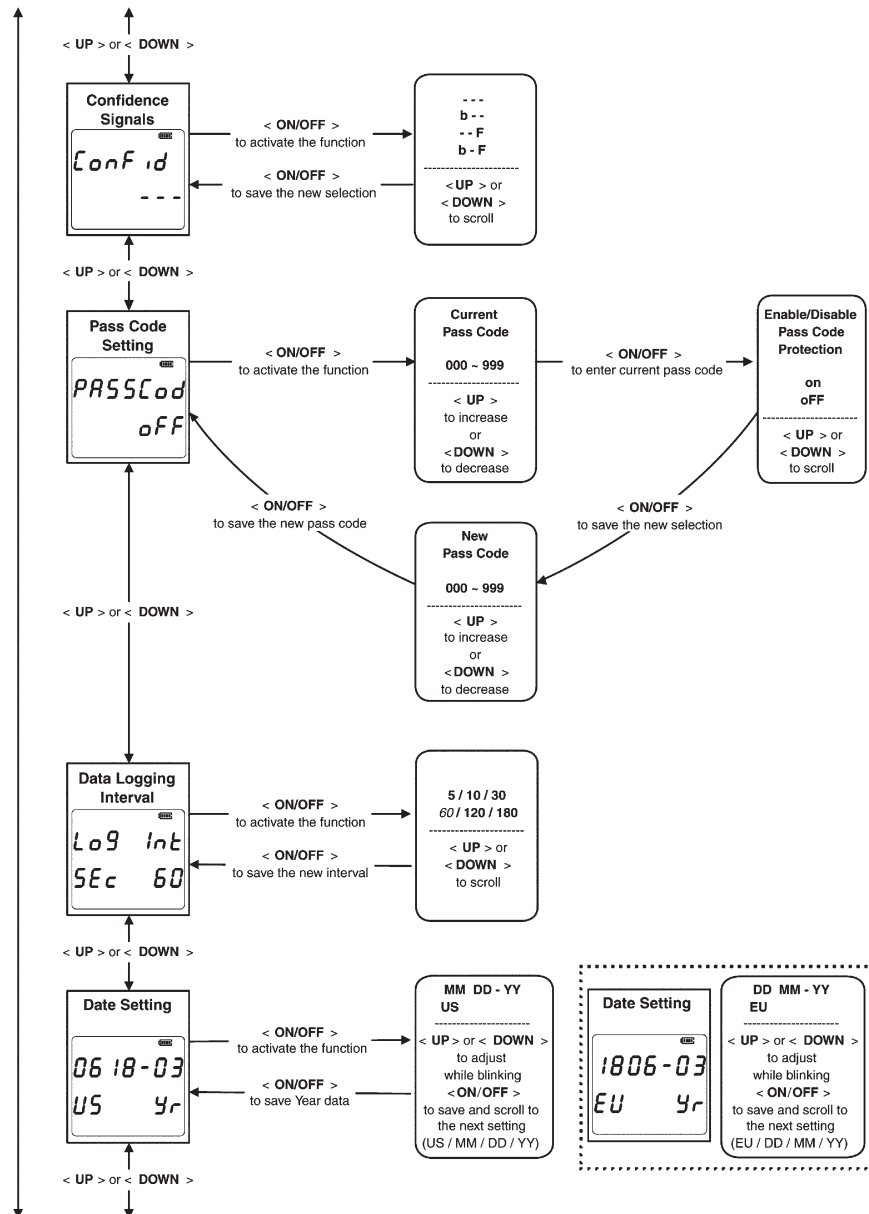 < UP > or < DOWN >
Confidence
Signals
ConF id
- - -
< ON/OFF >
to activate the function
< ON/OFF >
to save the new selection
- - -
b - -
- - F
b - F
< UP > or
< DOWN >
to scroll
< UP > or < DOWN >
Pass Code
Setting
PASSCod
oFF
< ON/OFF >
to activate the function
Current
Pass Code
000 ~ 999
< UP >
to increase
or
< DOWN >
to decrease
< ON/OFF >
to enter current pass code
Enable/Disable
Pass Code
Protection
on
oFF
< UP > or
< DOWN >
to scroll
< ON/OFF >
to save the new pass code
< ON/OFF >
to save the new selection
New
Pass Code
000 ~ 999
< UP >
to increase
or
< DOWN >
to decrease
< UP > or < DOWN >
Data Logging
Interval
Log Int
SEc 60
< ON/OFF >
to activate the function
< ON/OFF >
to save the new interval
5 / 10 / 30
60 / 120 / 180
< UP > or
< DOWN >
to scroll
< UP > or < DOWN >
Date Setting
0618-03
US Yr
< ON/OFF >
to activate the function
< ON/OFF >
to save Year data
MM DD - YY
US
< UP > or < DOWN >
to adjust
while blinking
< ON/OFF >
to save and scroll to
the next setting
(US / MM / DD / YY)
Date Setting
1806-03
EU Yr
DD MM - YY
EU
< UP > or < DOWN >
to adjust
while blinking
< ON/OFF >
to save and scroll to
the next setting
(EU / DD / MM / YY)
< UP > or < DOWN >